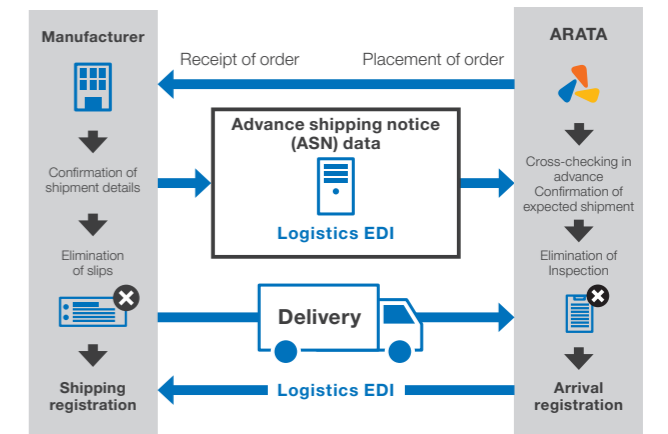 Manufacturer
ARATA
Receipt of order
Placement of order
Advance shipping notice
(ASN) data
Logistics EDI
Confirmation of
shipment details
Cross-checking in
advance
Confirmation of
expected shipment
Elimination
of slips
Elimination of
Inspection
Delivery
Shipping
registration
Logistics EDI
Arrival
registration